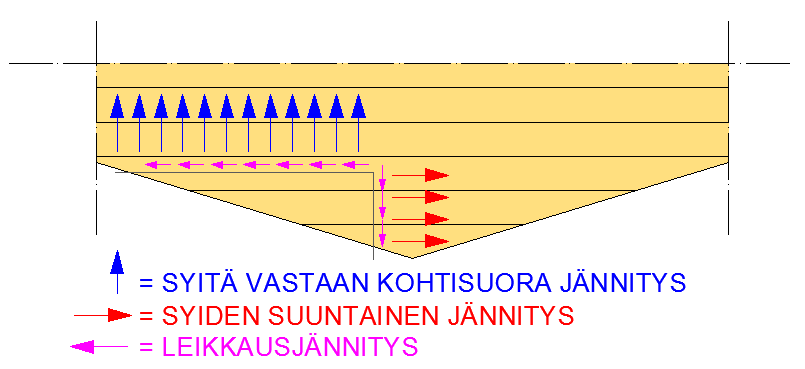 = SYITÄ VASTAAN KOHTISUORA JÄNNITYS
= SYIDEN SUUNTAINEN JÄNNITYS
= LEIKKAUSJÄNNITYS